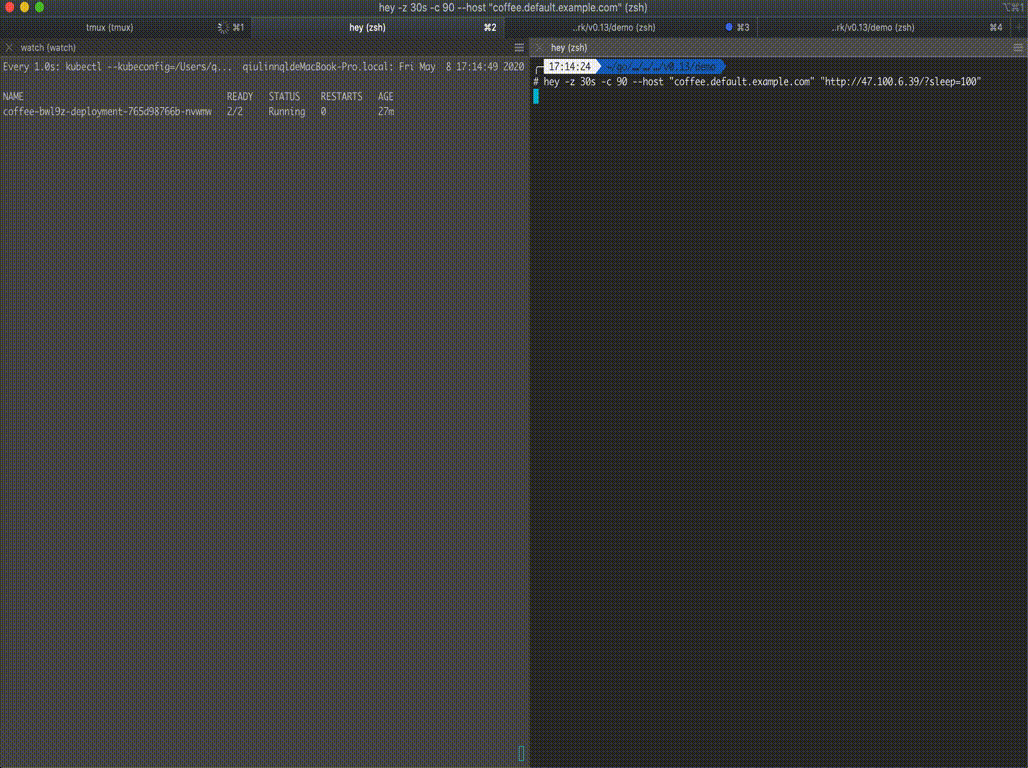 hey -z 30s -c 90 --host "coffee.default.example.com" (zsh)
⌥⌘1
tmux (tmux) ⌘1 hey (zsh) ⌘2 ..rk/v0.13/demo (zsh) ⌘3 ..rk/v0.13/demo (zsh) ⌘4
watch (watch)
Every 1.0s: kubectl --kubeconfig=/Users/q... qiulinnqldeMacBook-Pro.local: Fri May 8 17:14:49 2020
NAME READY STATUS RESTARTS AGE
coffee-bwl9z-deployment-765d98766b-nvwmw 2/2 Running 0 27m
hey (zsh)
17:14:24 ~/go/…/…/…/v0.13/demo
# hey -z 30s -c 90 --host "coffee.default.example.com" "http://47.100.6.39/?sleep=100"